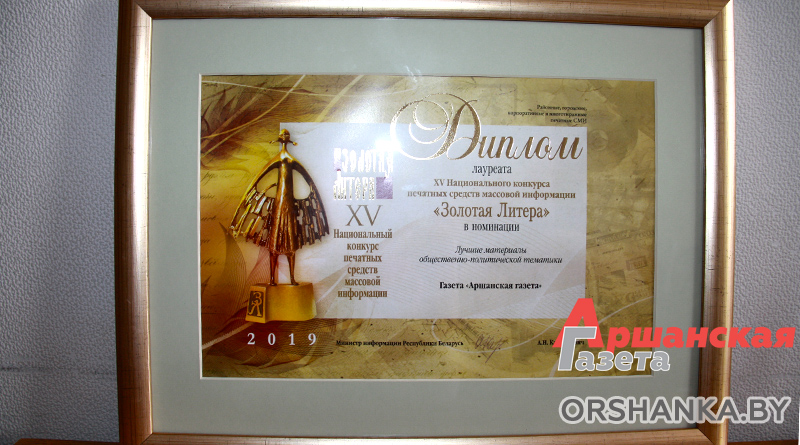 Районные, городские,
корпоративные и многотиражные
печатные СМИ
Диплом
лауреата
XV Национального конкурса
печатных средств массовой информации
«Золотая Литера»
в номинации
Лучшие материалы
общественно-политической тематики
Газета «Аршанская газета»
XV
Национальный
конкурс
печатных
средств
массовой
информации
2019
Министр информации Республики Беларусь
Аршанская
Газета
ORSHANKA.BY